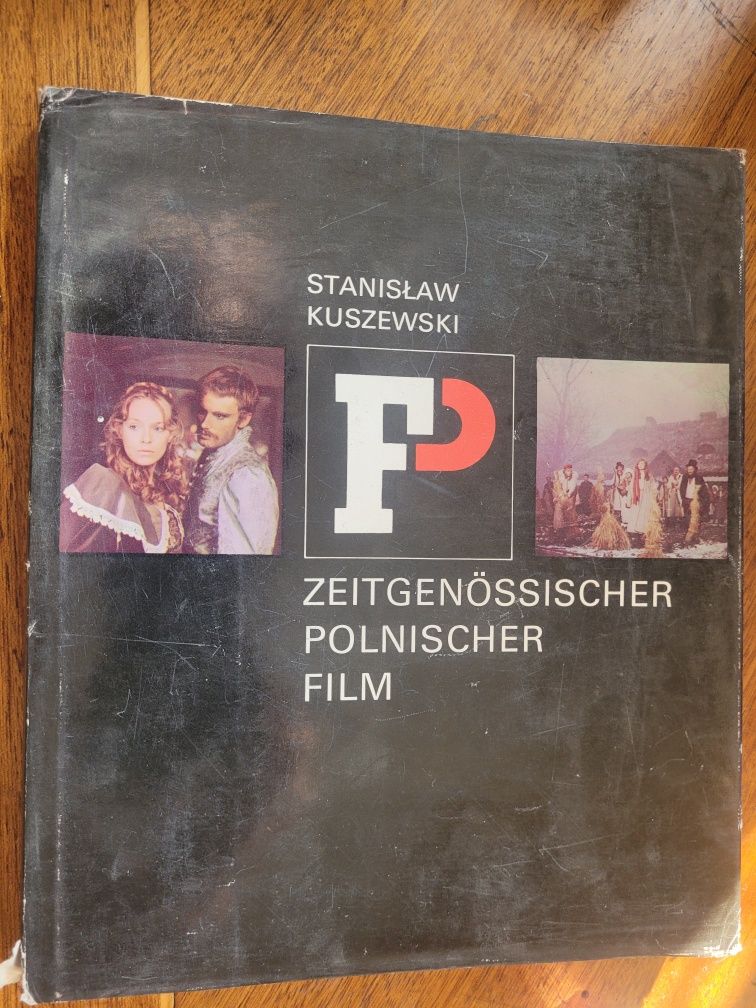 STANISŁAW
KUSZEWSKI
FP
ZEITGENÖSSISCHER
POLNISCHER
FILM